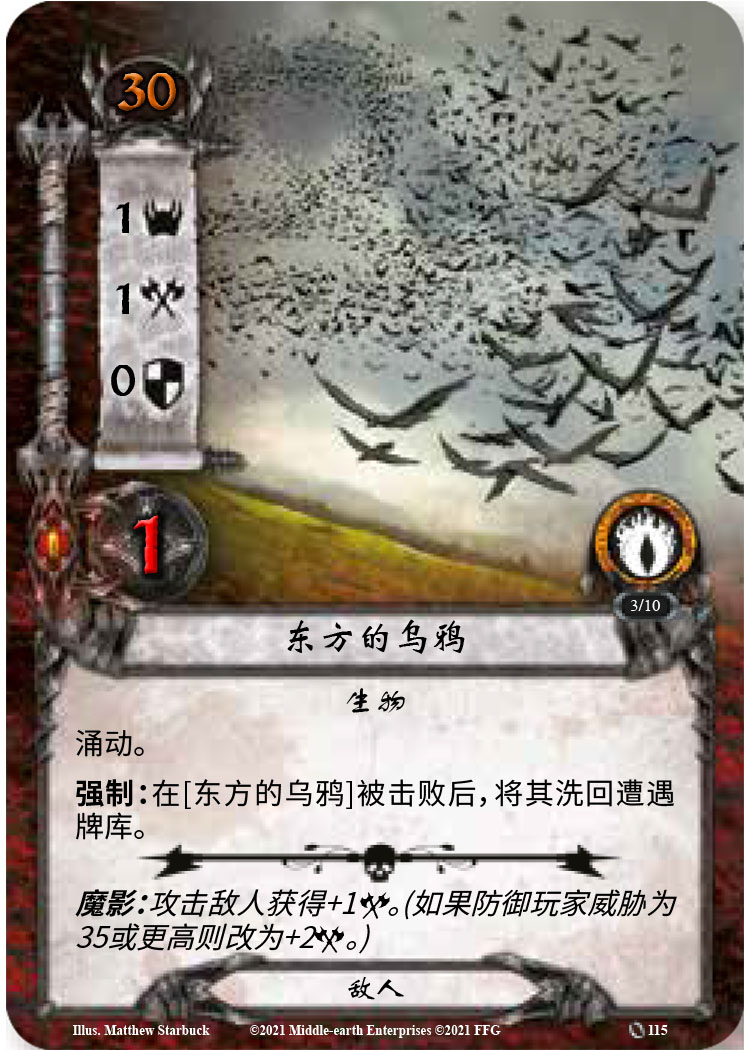 30
1
1
0
1
3/10
东方的乌鸦
生物
涌动。
强制：在[东方的乌鸦]被击败后，将其洗回遭遇
牌库。
魔影：攻击敌人获得+1。(如果防御玩家威胁为
35或更高则改为+2。)
敌人
Illus. Matthew Starbuck ©2021 Middle-earth Enterprises ©2021 FFG 115